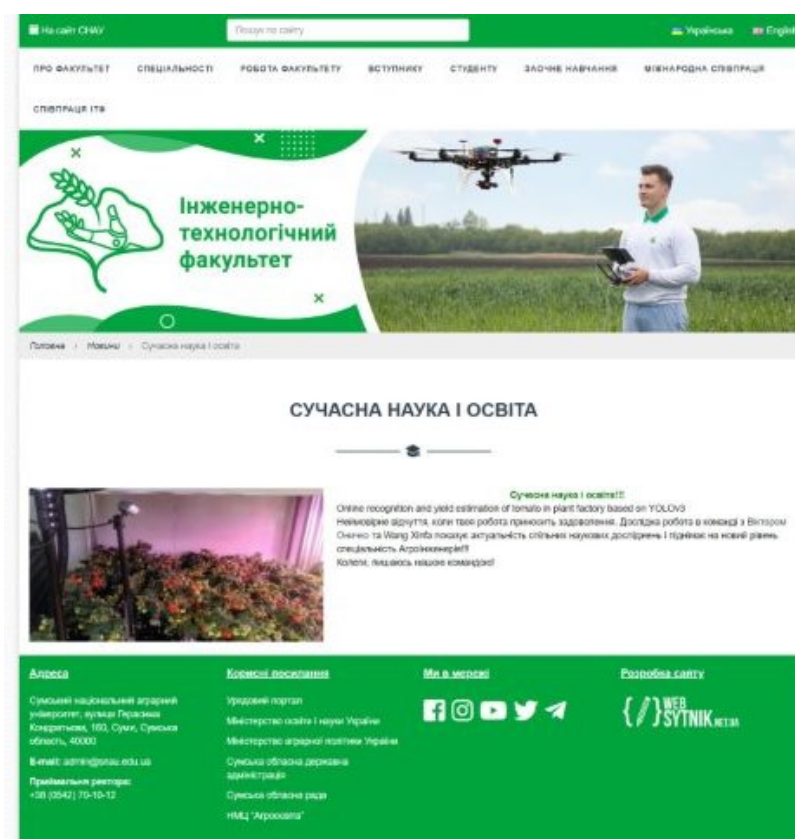 На сайт СНАУ
Пошук по сайту
Українська
English
ПРО ФАКУЛЬТЕТ СПЕЦІАЛЬНОСТІ РОБОТА ФАКУЛЬТЕТУ ВСТУПНИКУ СТУДЕНТУ ЗАОЧНЕ НАВЧАННЯ МІЖНАРОДНА СПІВПРАЦЯ
СПІВПРАЦЯ ІТФ
Інженерно-
технологічний
факультет
Головна Новини Сучасна наука і освіта
СУЧАСНА НАУКА І ОСВІТА
Сучасна наука і освіта!!!
Online recognition and yield estimation of tomato in plant factory based on YOLOV3
Неймовірне відчуття, коли твоя робота приносить задоволення. Дослідна робота в команді з Віктором
Онычко та Wang Xinfa показує актуальність спільних наукових досліджень і піднімає на новий рівень
спеціальність Агроінженерія!!!
Колеги, пишаюсь нашою командою!
Адреса
Сумський національний аграрний
університет, вулиця Герасима
Кондратьєва, 160, Суми, Сумська
область, 40000
E-mail: admin@snau.edu.ua
Приймальня ректора:
+38 (0542) 70-10-12
Корисні посилання
Урядовий портал
Міністерство освіти і науки України
Міністерство аграрної політики України
Сумська обласна державна
адміністрація
Сумська обласна рада
НМЦ "Агроосвіта"
Ми в мережі
Розробка сайту
{/} WEB
SYTNIK.NET.UA